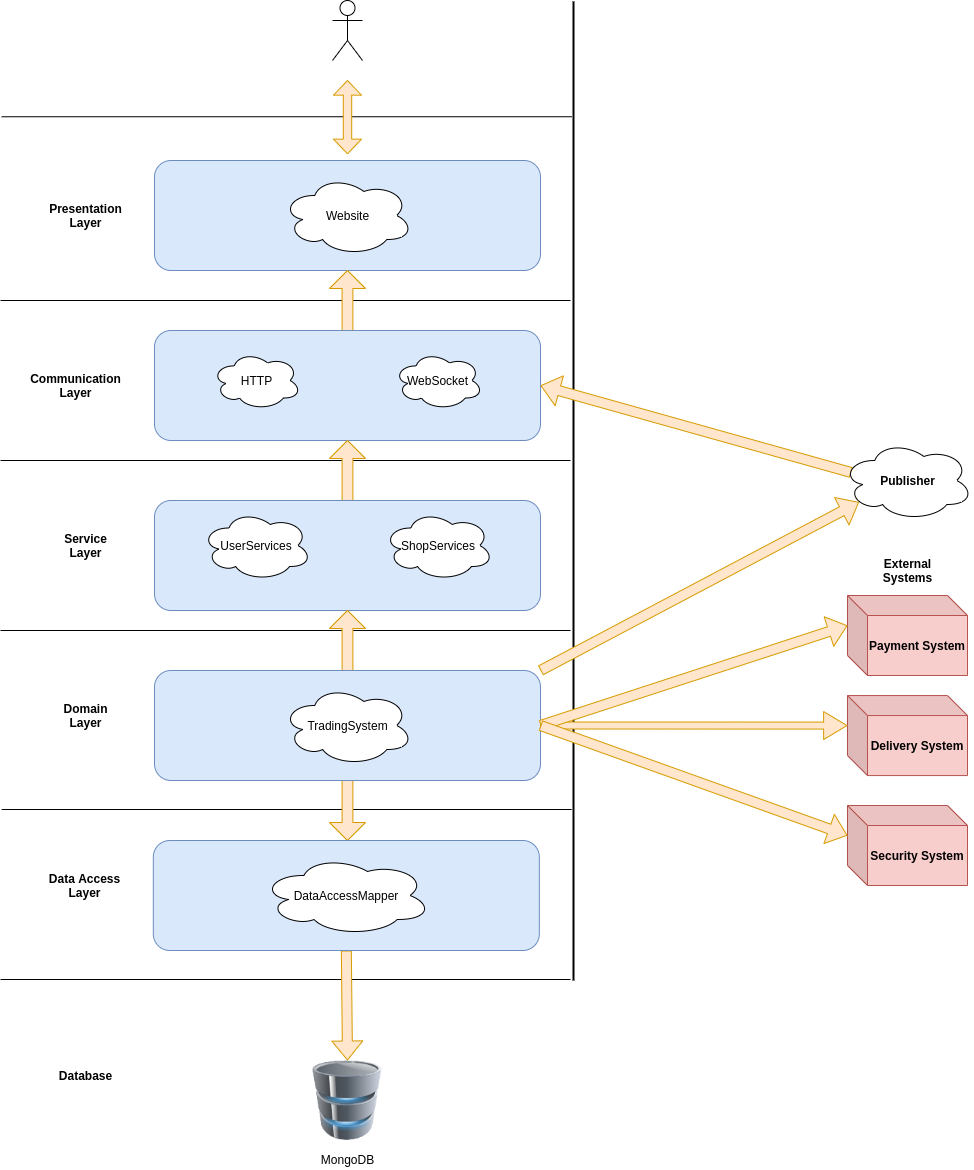 Presentation
Layer
Website
Communication
Layer
HTTP
WebSocket
Publisher
Service
Layer
UserServices
ShopServices
External
Systems
Payment System
Domain
Layer
TradingSystem
Delivery System
Security System
Data Access
Layer
DataAccessMapper
Database
MongoDB